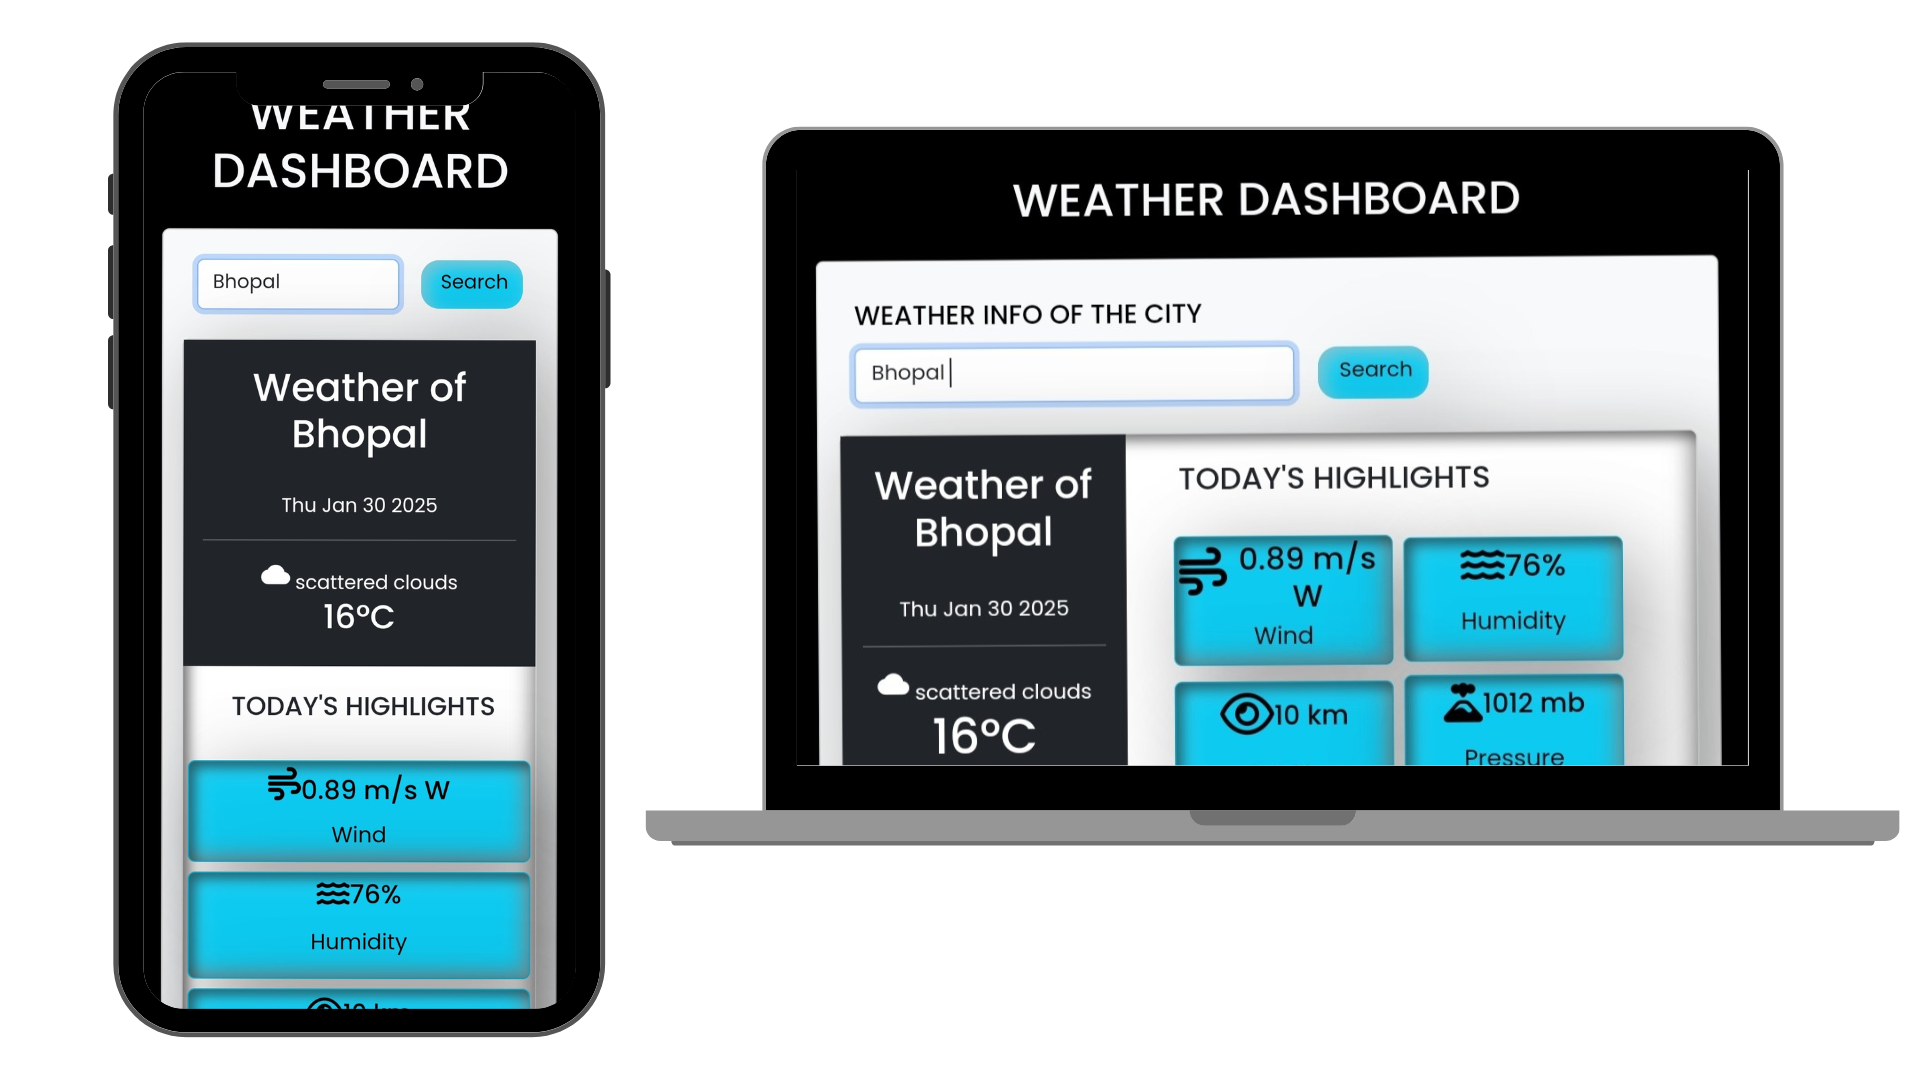 WEATHER
DASHBOARD
Bhopal
Search
Weather of
Bhopal
Thu Jan 30 2025
scattered clouds
16°C
TODAY'S HIGHLIGHTS
0.89 m/s W
Wind
76%
Humidity
10 km
WEATHER DASHBOARD
WEATHER INFO OF THE CITY
Bhopal
Search
Weather of
Bhopal
Thu Jan 30 2025
scattered clouds
16°C
TODAY'S HIGHLIGHTS
0.89 m/s
W
Wind
76%
Humidity
10 km
1012 mb
Pressure